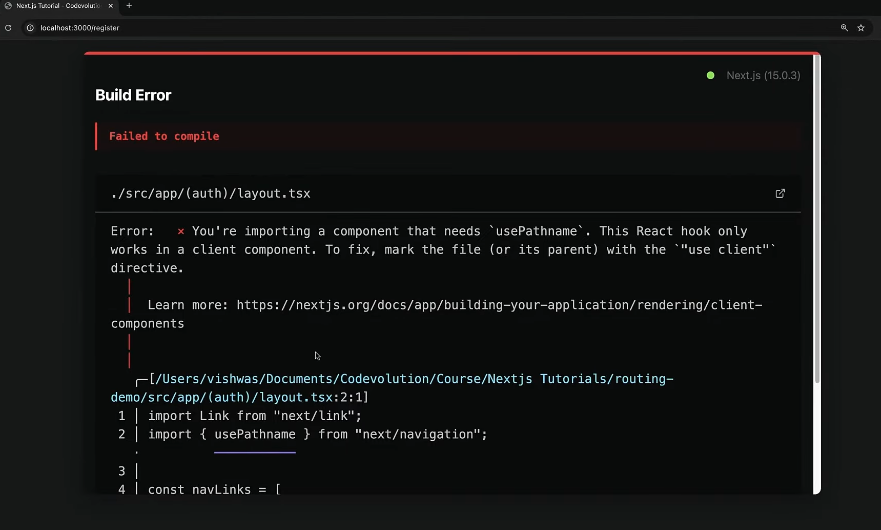 Next.js Tutorial - Codevolutio
localhost:3000/register
Next.js (15.0.3)
Build Error
Failed to compile
./src/app/(auth)/layout.tsx
Error:   × You're importing a component that needs `usePathname`. This React hook only
works in a client component. To fix, mark the file (or its parent) with the `"use client"`
directive.
Learn more: https://nextjs.org/docs/app/building-your-application/rendering/client-
components
╭─[/Users/vishwas/Documents/Codevolution/Course/Nextjs Tutorials/routing-
demo/src/app/(auth)/layout.tsx:2:1]
1 │ import Link from "next/link";
2 │ import { usePathname } from "next/navigation";
3 │
4 │ const navLinks = [